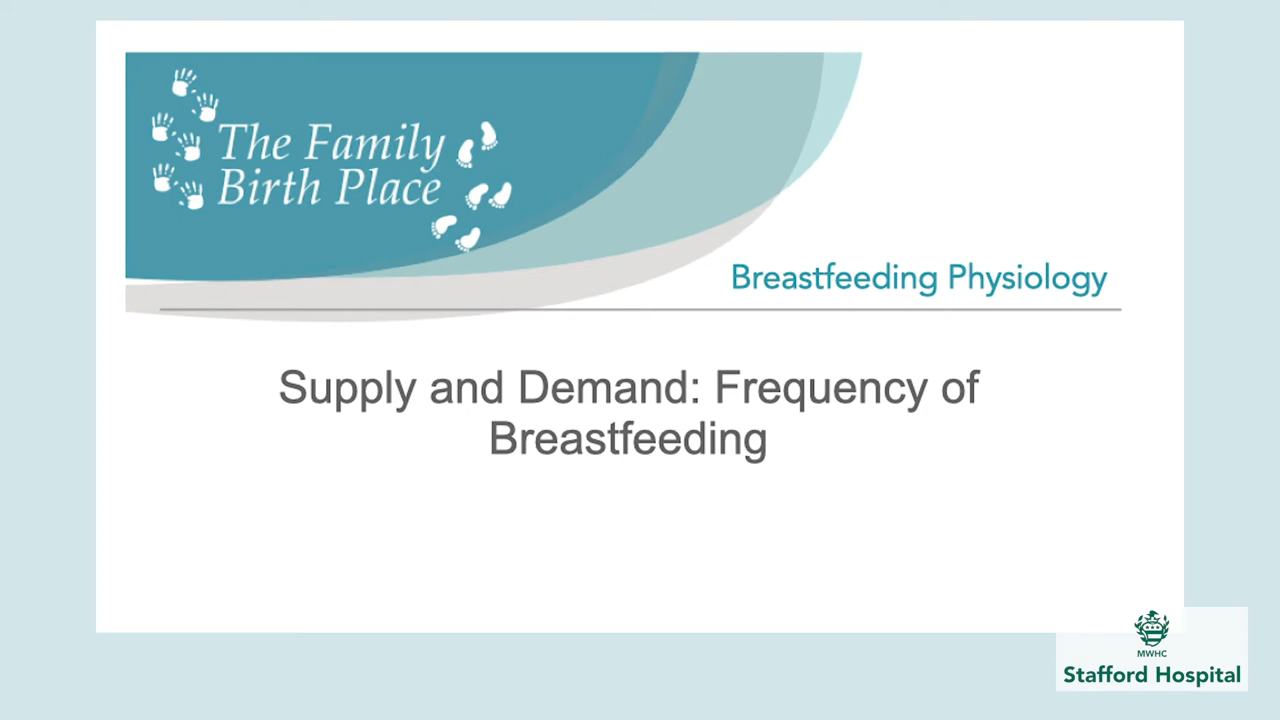 The Family
Birth Place
Breastfeeding Physiology
Supply and Demand: Frequency of
Breastfeeding
MWHC
Stafford Hospital